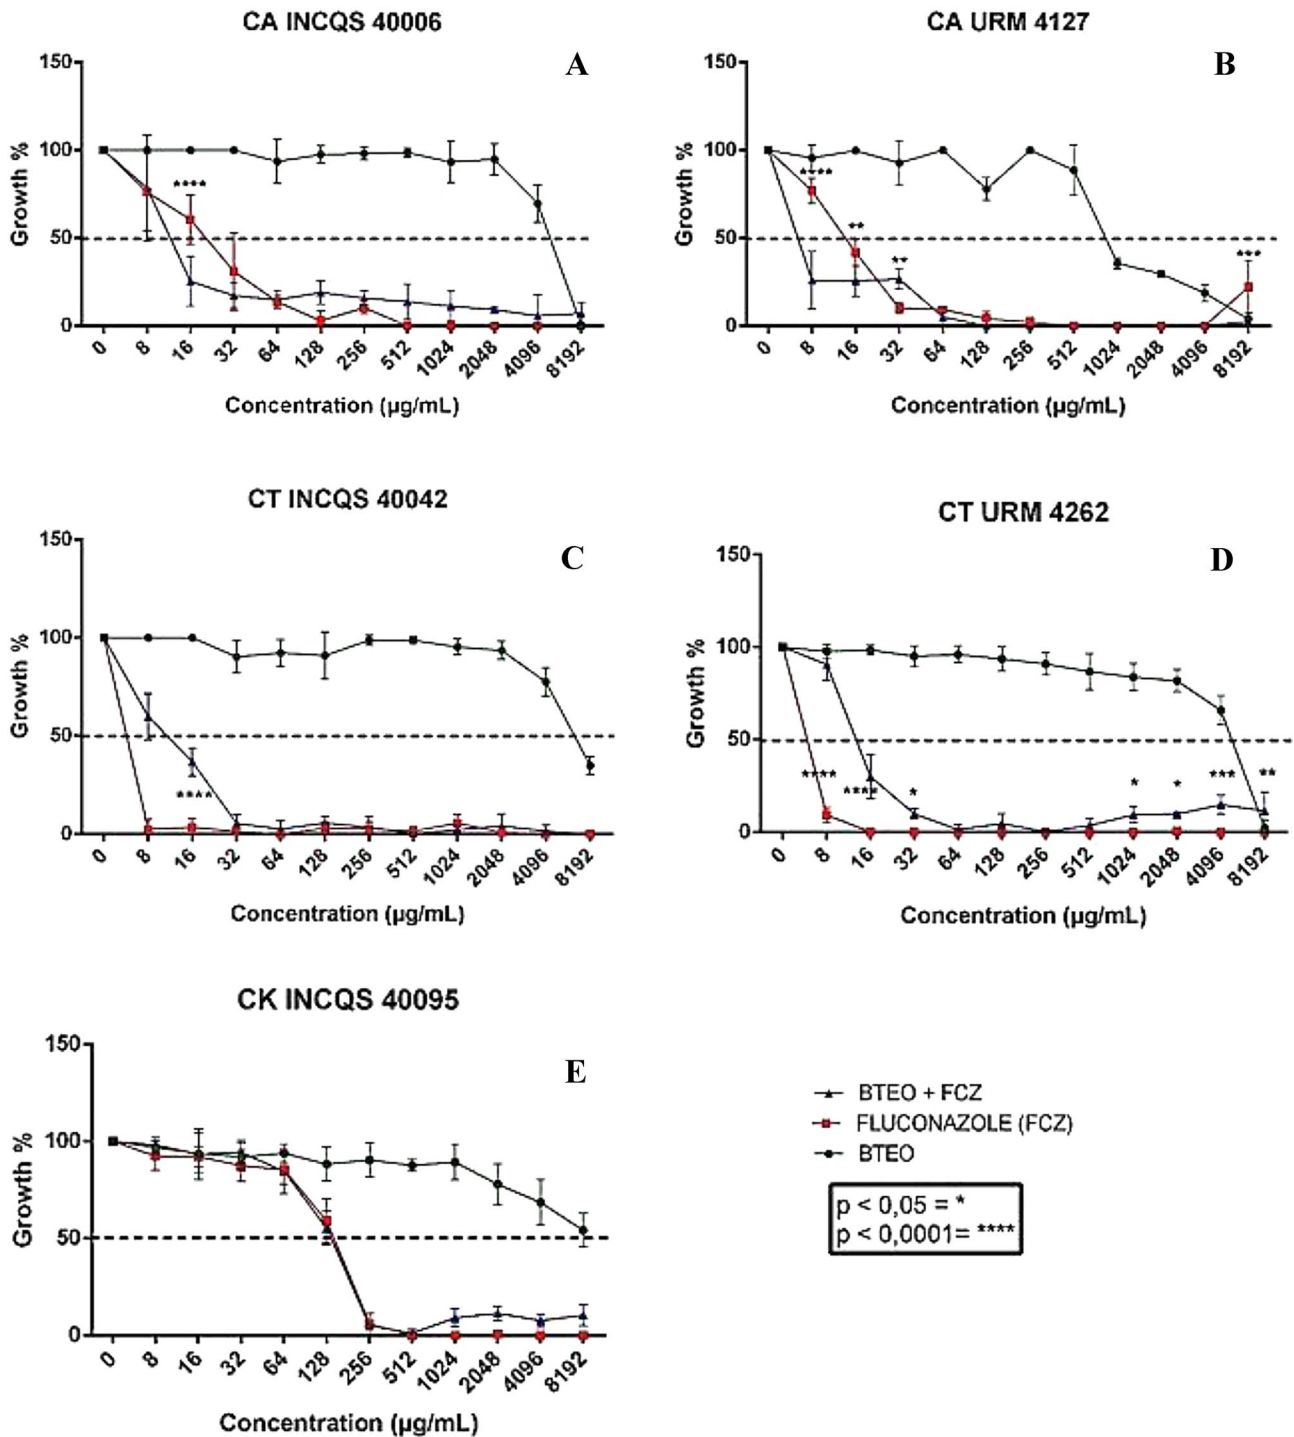 CA INCQS 40006
A
150
100
50
0
Growth %
0 8 16 32 64 128 256 512 1024 2048 4096 8192
****
Concentration (µg/mL)
CA URM 4127
B
150
100
50
0
Growth %
0 8 16 32 64 128 256 512 1024 2048 4096 8192
****
**
**
***
Concentration (µg/mL)
CT INCQS 40042
C
150
100
50
0
Growth %
0 8 16 32 64 128 256 512 1024 2048 4096 8192
****
Concentration (µg/mL)
CT URM 4262
D
150
100
50
0
Growth %
0 8 16 32 64 128 256 512 1024 2048 4096 8192
****
****
*
*
*
***
**
Concentration (µg/mL)
CK INCQS 40095
E
150
100
50
0
Growth %
0 8 16 32 64 128 256 512 1024 2048 4096 8192
Concentration (µg/mL)
BTEO + FCZ
FLUCONAZOLE (FCZ)
BTEO
p < 0,05 = *
p < 0,0001= ****